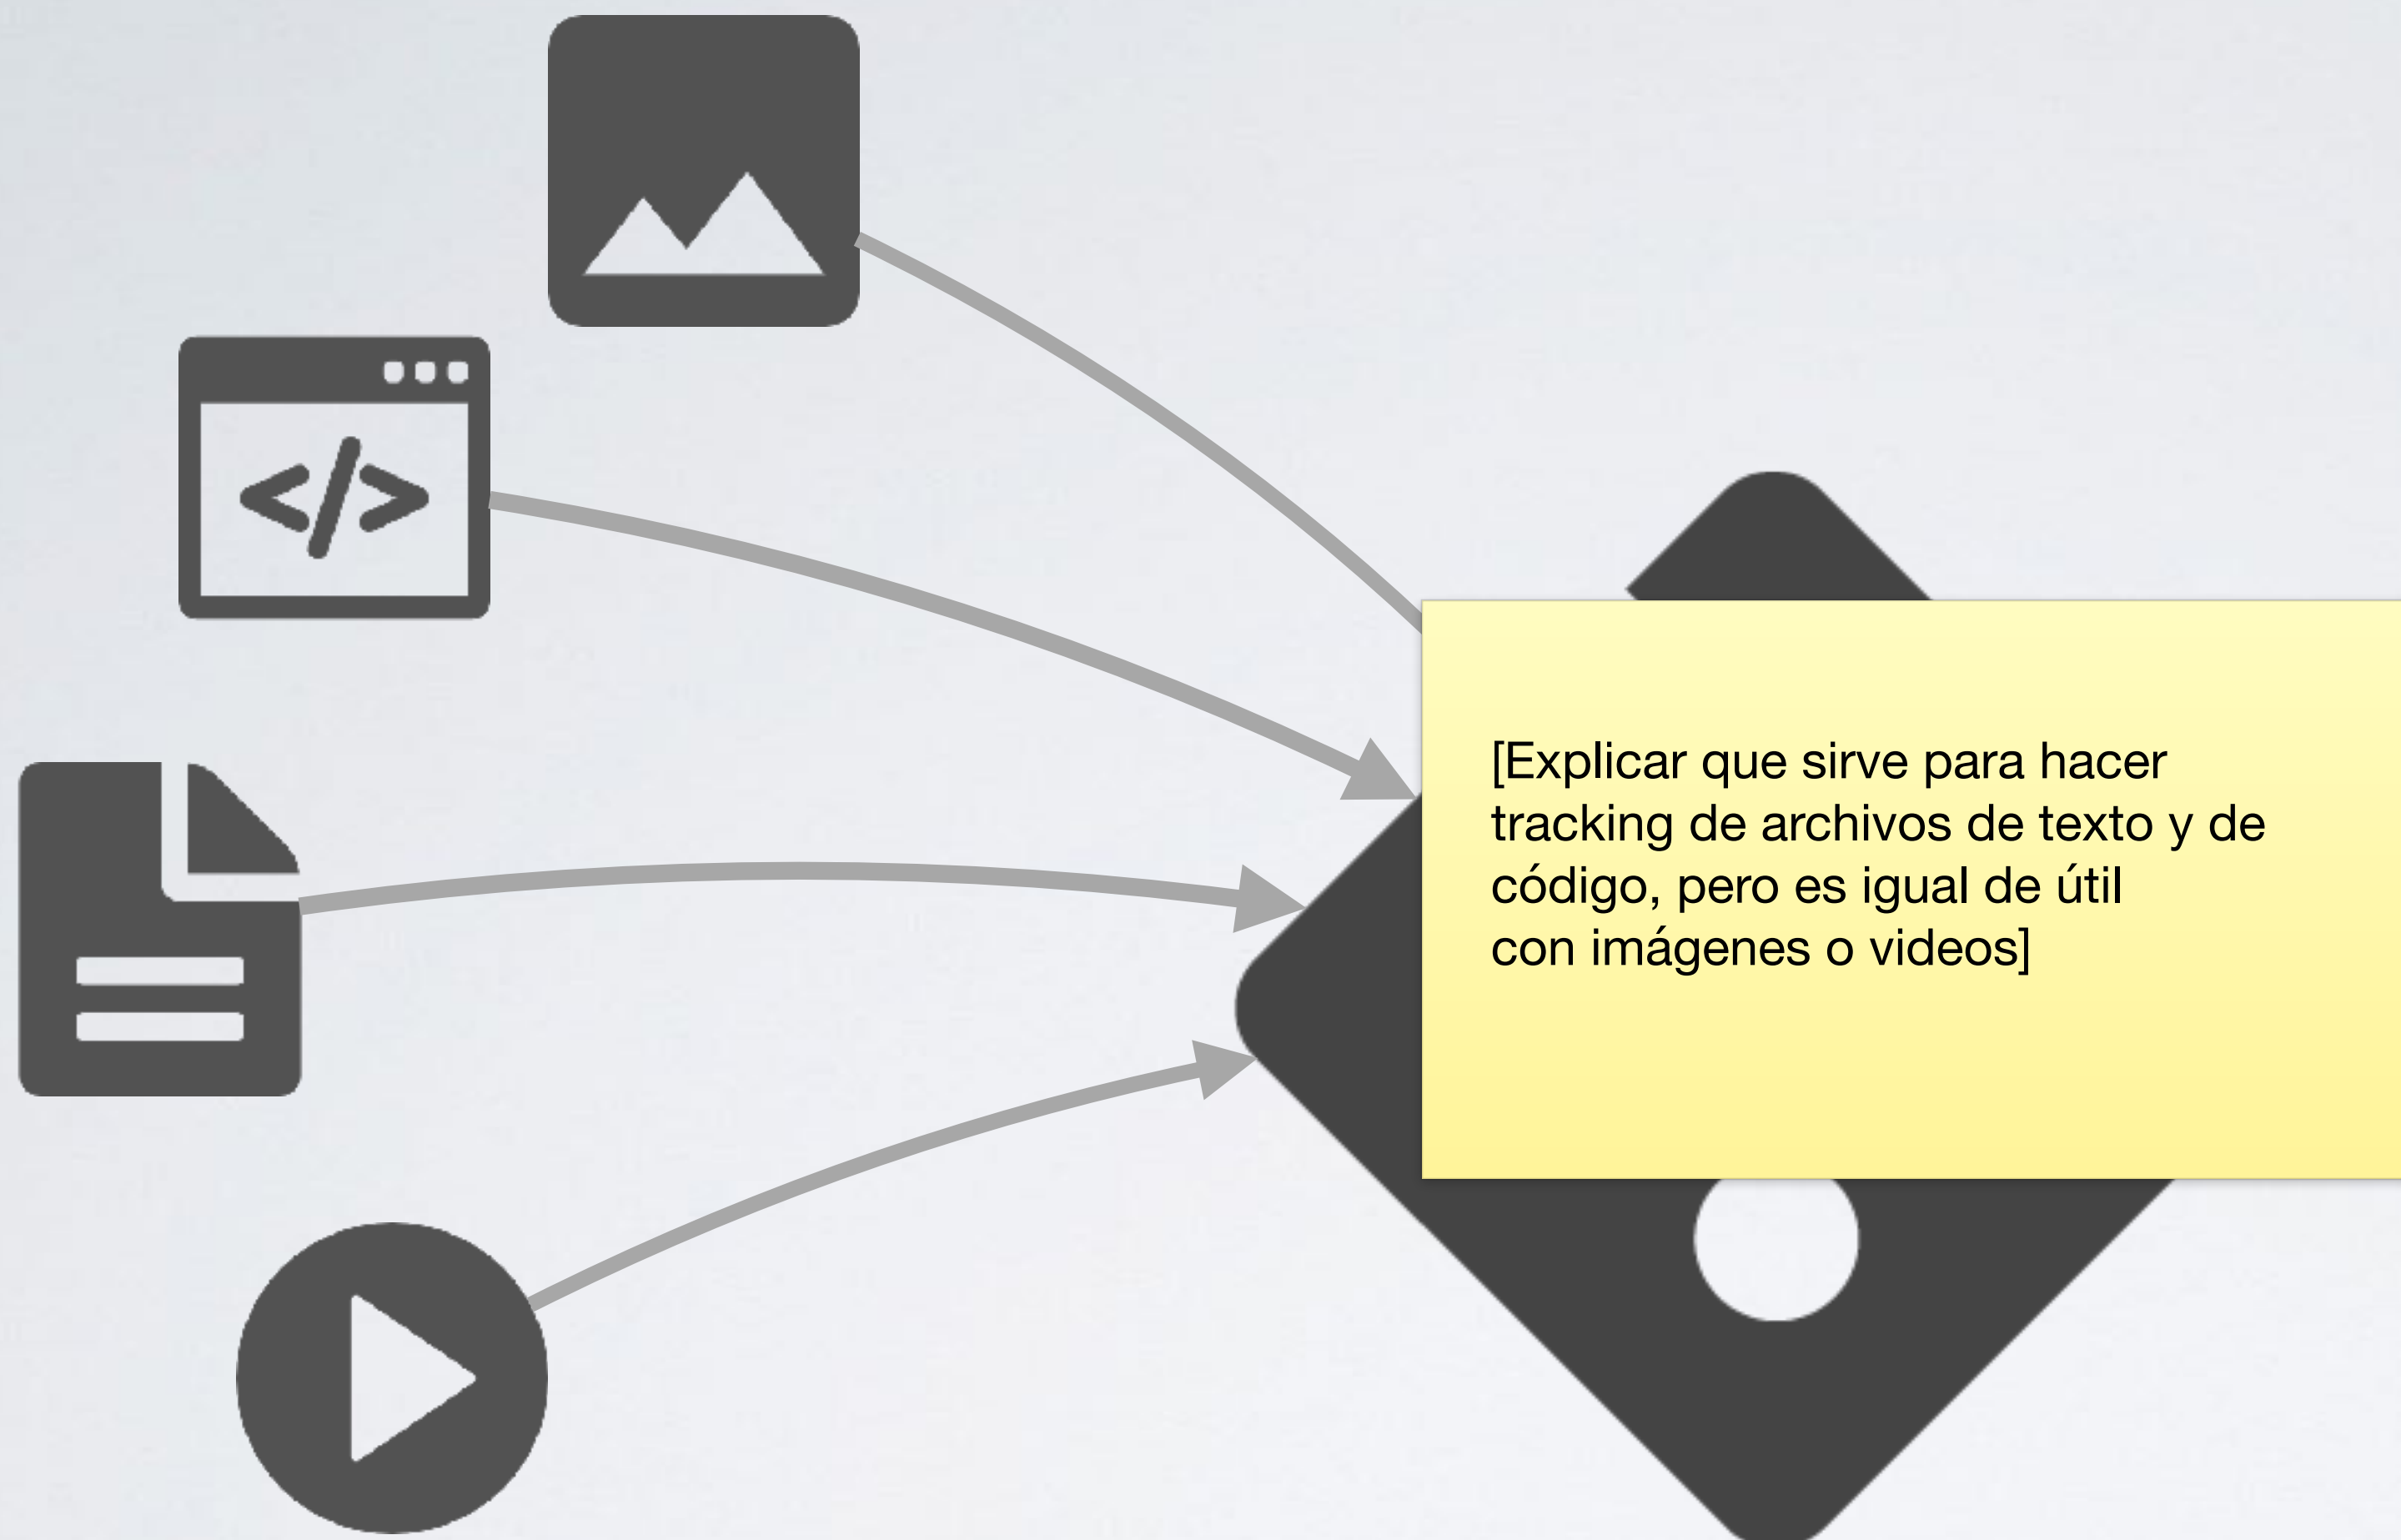 </>
[Explicar que sirve para hacer
tracking de archivos de texto y de
código, pero es igual de útil
con imágenes o videos]